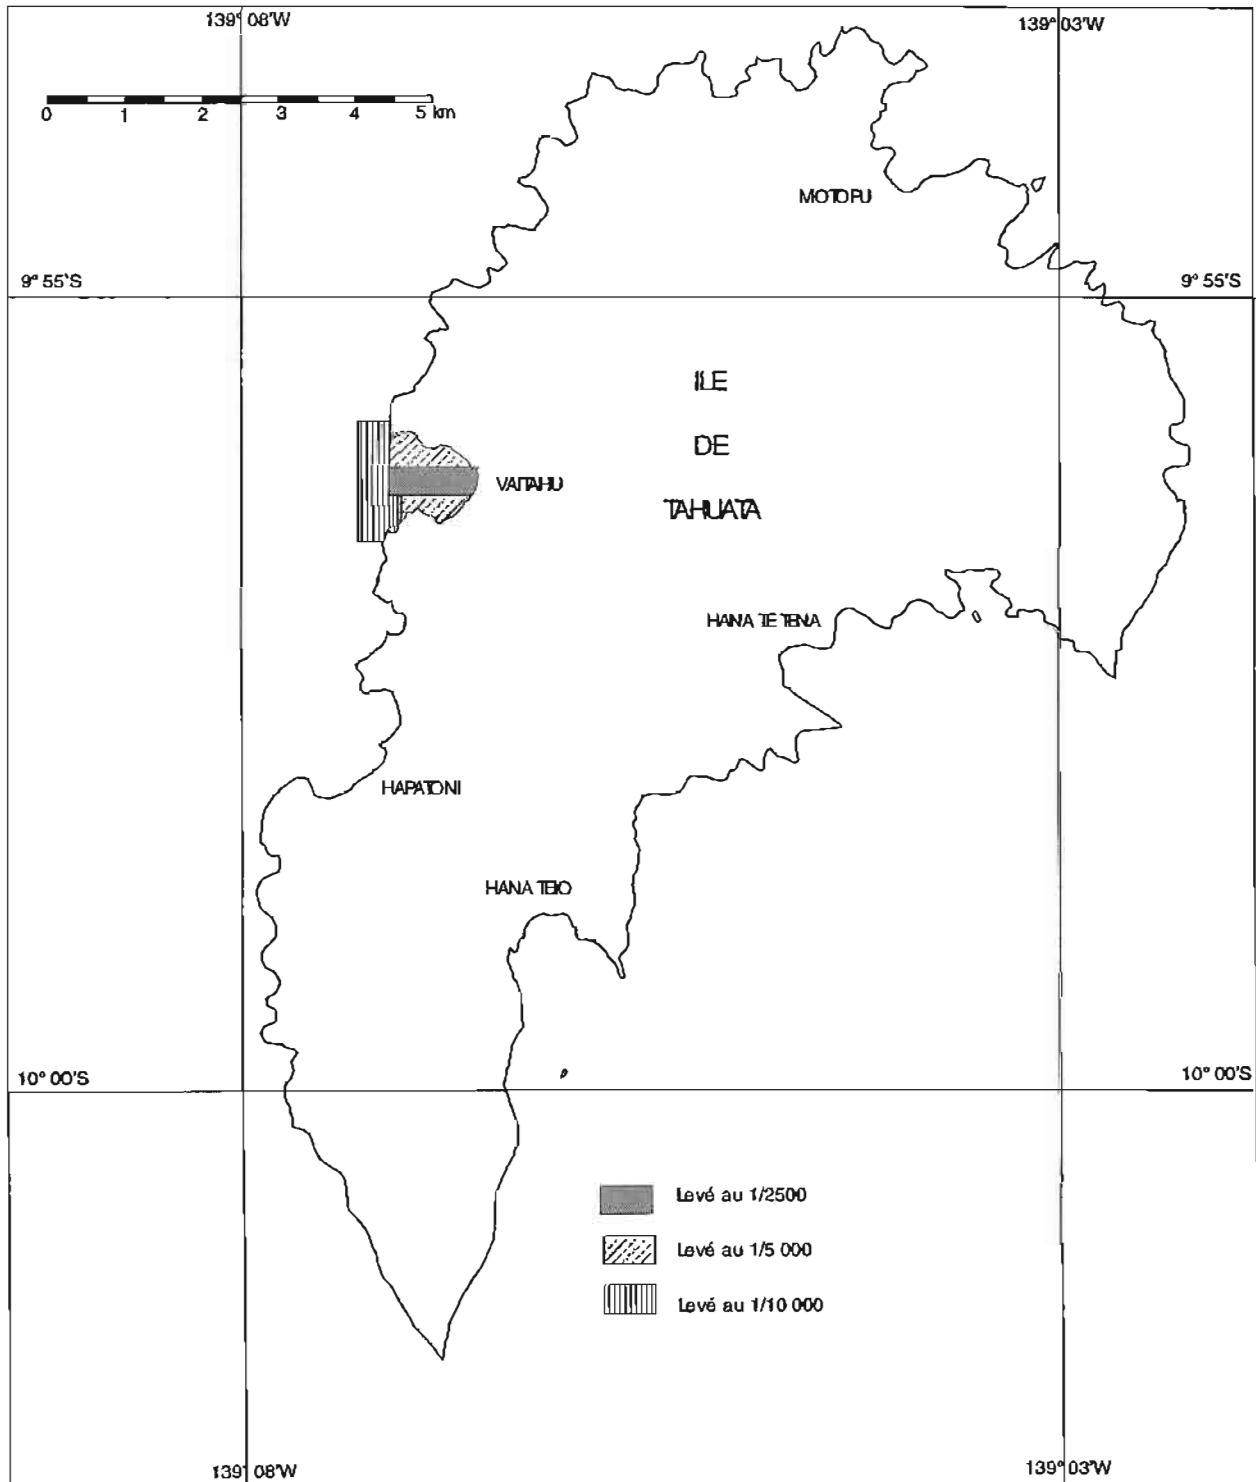 139° 08'W
139° 03'W
0 1 2 3 4 5 km
MOTOPU
9° 55'S
9° 55'S
ILE
DE
TAHUATA
VAITAHU
HANA TE TENA
HAPATONI
HANA TEIO
10° 00'S
10° 00'S
Levé au 1/2500
Levé au 1/5 000
Levé au 1/10 000
139° 08'W
139° 03'W